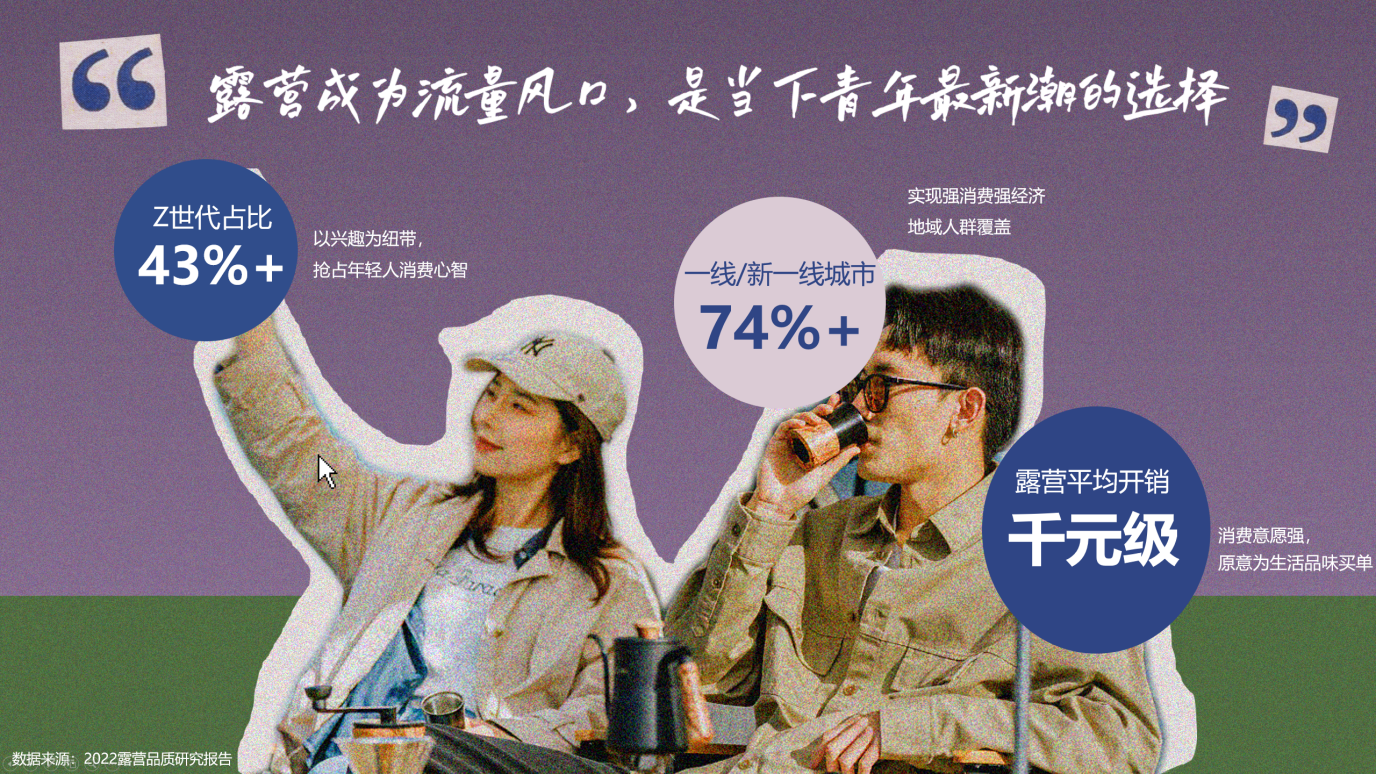 露营成为流量风口，是当下青年最新潮的选择
Z世代占比
43%+
以兴趣为纽带，
抢占年轻人消费心智
一线/新一线城市
74%+
实现强消费强经济
地域人群覆盖
NY
露营平均开销
千元级
消费意愿强，
原意为生活品味买单
数据来源：2022露营品质研究报告